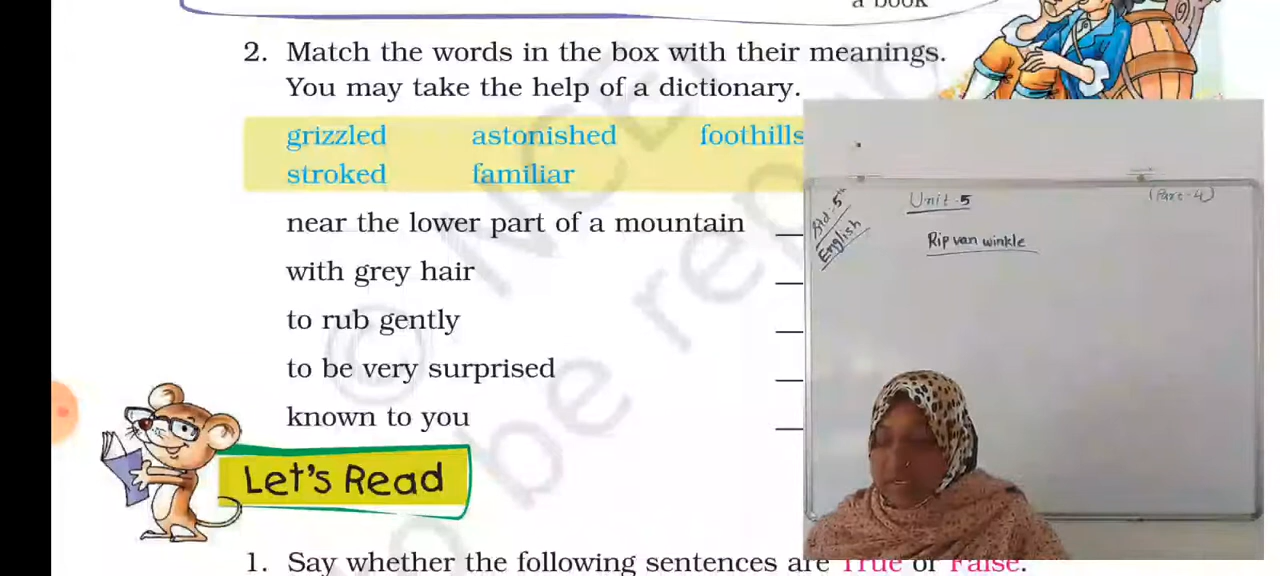 a book
2. Match the words in the box with their meanings.
You may take the help of a dictionary.
grizzled astonished foothills
stroked familiar
near the lower part of a mountain
with grey hair
to rub gently
to be very surprised
known to you
Let's Read
1. Say whether the following sentences are True or False.
Std-5th
English
Unit-5
(Part-4)
Rip van winkle